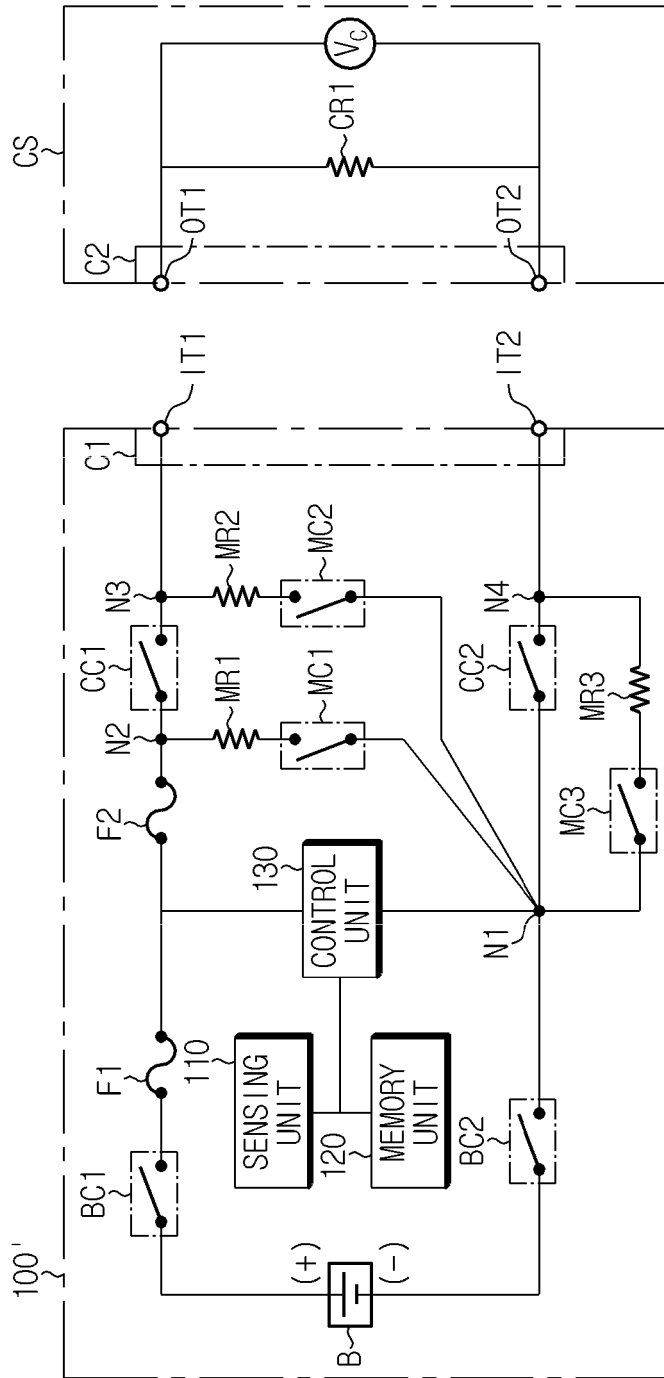 100'
CS
BC1
F1
F2
N2
CC1
N3
C1
IT1
C2
OT1
MR1
MR2
MC1
MC2
CR1
Vc
SENSING
UNIT
110
CONTROL
UNIT
130
MEMORY
UNIT
120
(+)
(-)
B
BC2
N1
CC2
N4
IT2
OT2
MC3
MR3